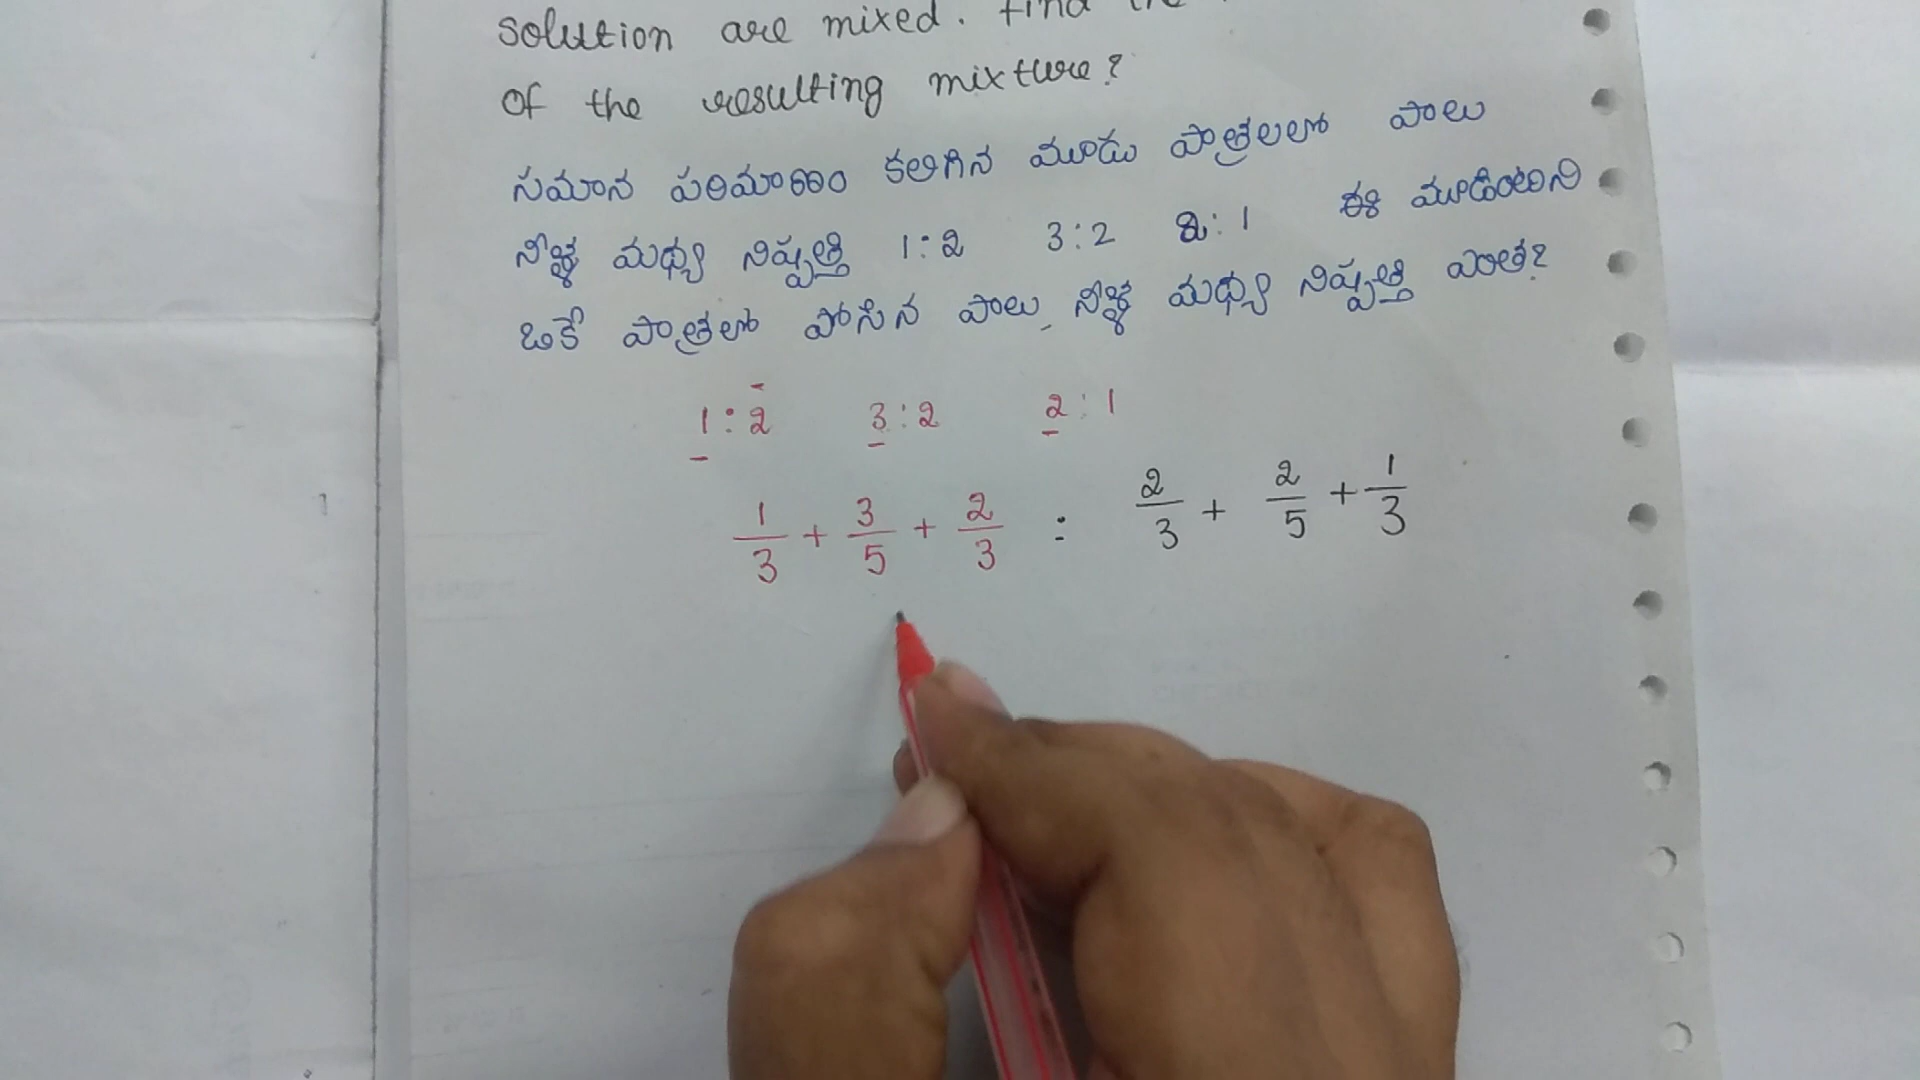 solution are mixed. Find the
of the resulting mixture?
సమాన పరిమాణం కలిగిన మూడు పాత్రలలో పాలు
నీళ్ళ మధ్య నిష్పత్తి 1:2 3:2 2:1 ఈ మూడింటిని
ఒకే పాత్రలో పోసిన పాలు, నీళ్ళ మధ్య నిష్పత్తి ఎంత?
1:2 3:2 2:1
1/3 + 3/5 + 2/3 : 2/3 + 2/5 + 1/3